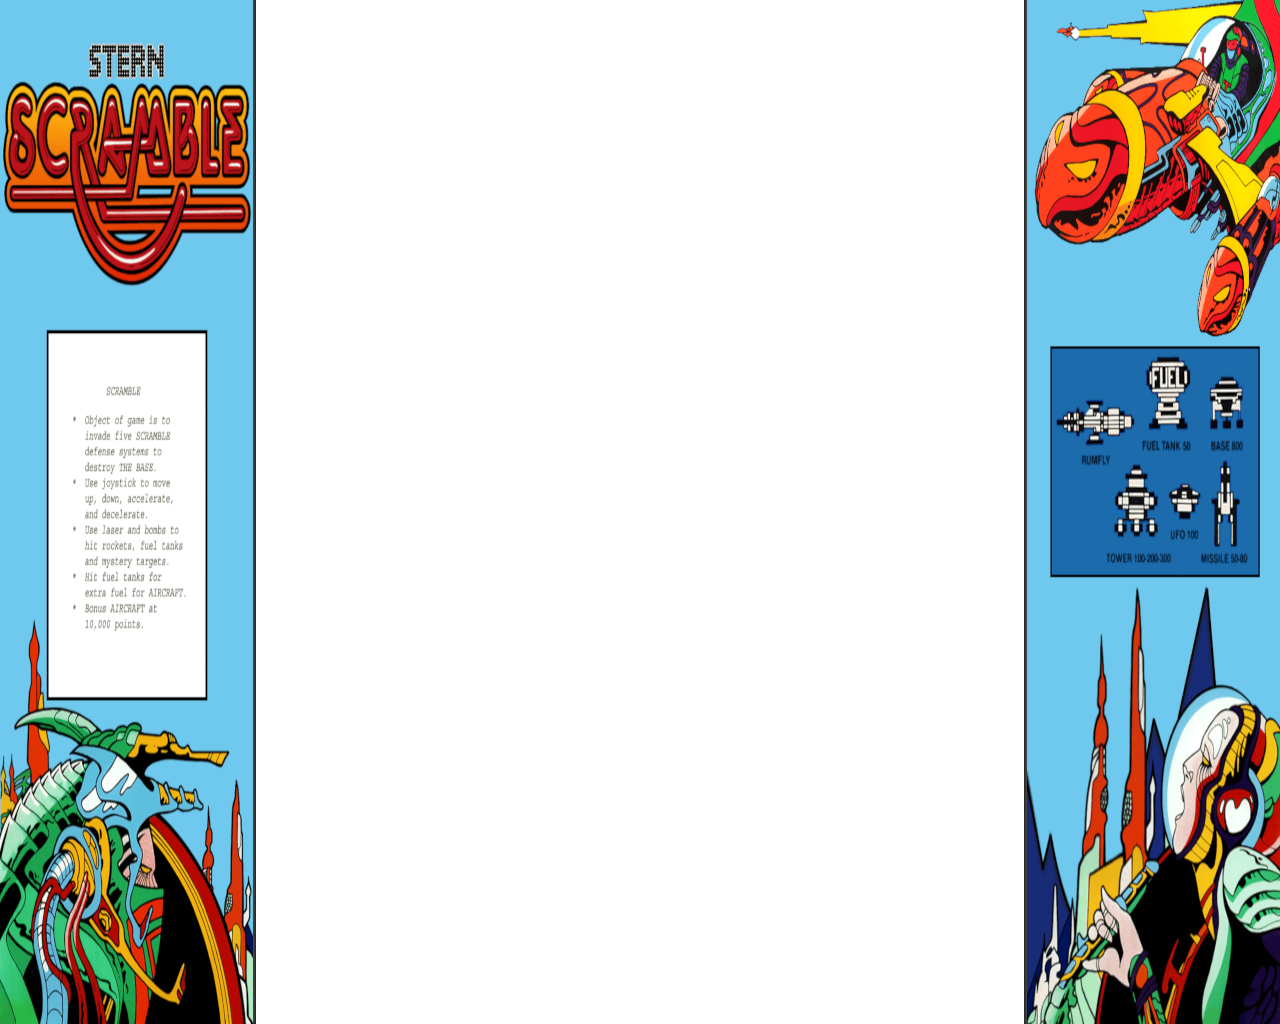 STERN
SCRAMBLE
SCRAMBLE
* Object of game is to
invade five SCRAMBLE
defense systems to
destroy THE BASE.
* Use joystick to move
up, down, accelerate,
and decelerate.
* Use laser and bombs to
hit rockets, fuel tanks
and mystery targets.
* Hit fuel tanks for
extra fuel for AIRCRAFT.
* Bonus AIRCRAFT at
10,000 points.
FUEL
RUMFLY
FUEL TANK 50
BASE 800
TOWER 100-200-300
UFO 100
MISSILE 50-80